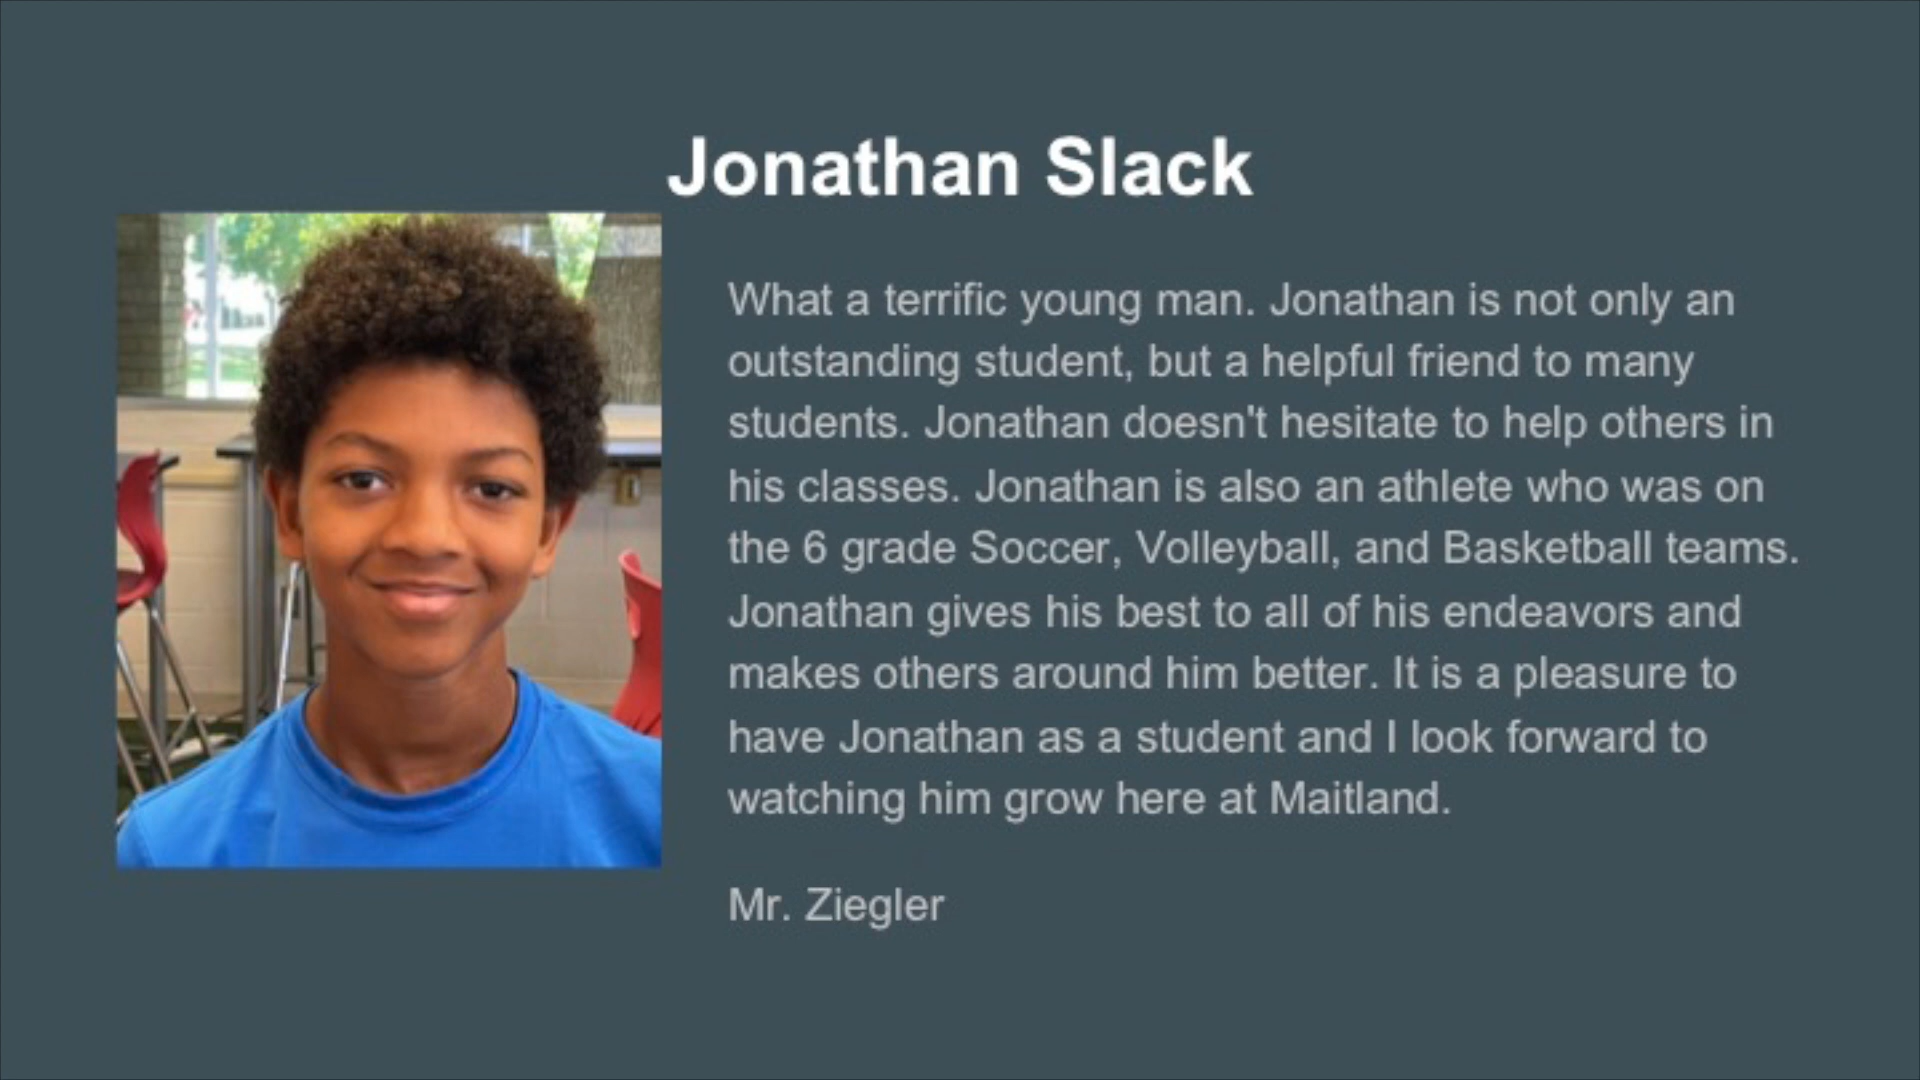 Jonathan Slack
What a terrific young man. Jonathan is not only an
outstanding student, but a helpful friend to many
students. Jonathan doesn't hesitate to help others in
his classes. Jonathan is also an athlete who was on
the 6 grade Soccer, Volleyball, and Basketball teams.
Jonathan gives his best to all of his endeavors and
makes others around him better. It is a pleasure to
have Jonathan as a student and I look forward to
watching him grow here at Maitland.
Mr. Ziegler